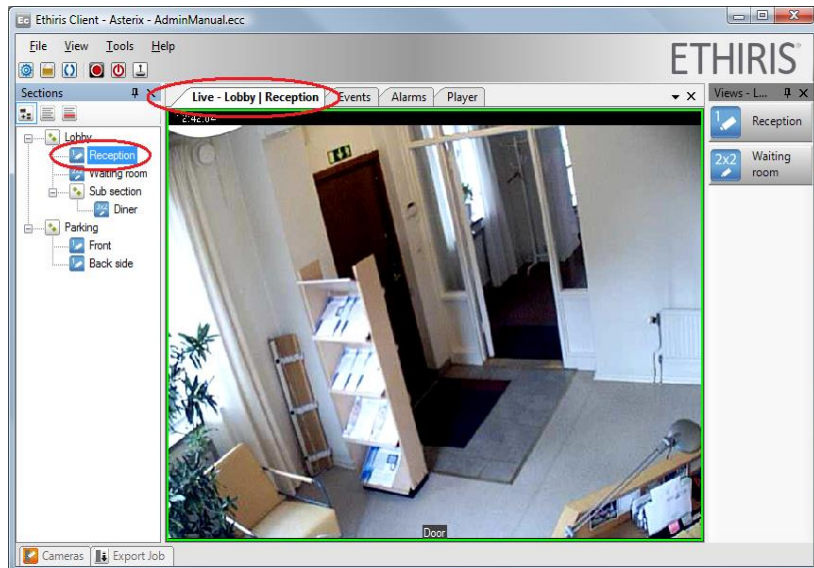 Ethiris Client - Asterix - AdminManual.ecc
File View Tools Help
ETHIRIS
Sections
Live - Lobby | Reception
Events
Alarms
Player
Views - L...
Lobby
Reception
Waiting room
Sub section
Diner
Parking
Front
Back side
1
Reception
2x2
Waiting
room
Door
Cameras
Export Job